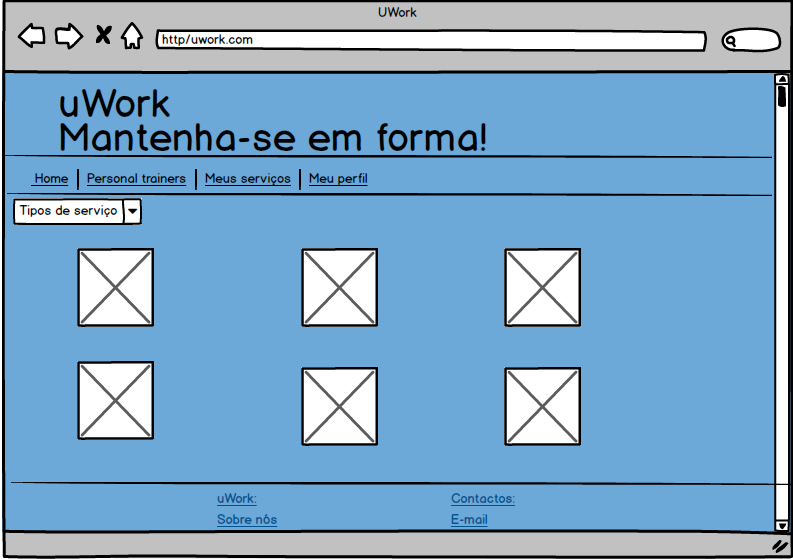 UWork
http/uwork.com
uWork
Mantenha-se em forma!
Home Personal trainers Meus serviços Meu perfil
Tipos de serviço
uWork: Contactos:
Sobre nós E-mail